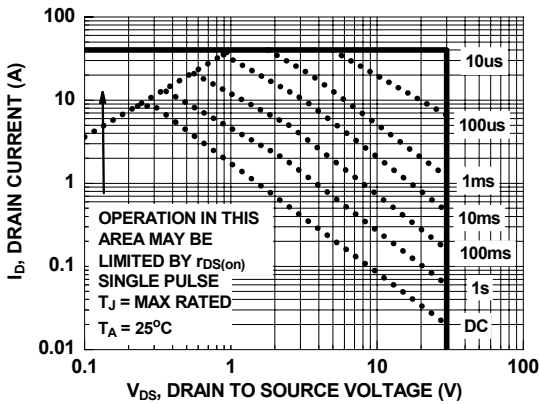 100
10
1
0.1
0.01
I_D, DRAIN CURRENT (A)
10us
100us
1ms
10ms
100ms
1s
DC
OPERATION IN THIS
AREA MAY BE
LIMITED BY r_DS(on)
SINGLE PULSE
T_J = MAX RATED
T_A = 25°C
0.1 1 10 100
V_DS, DRAIN TO SOURCE VOLTAGE (V)